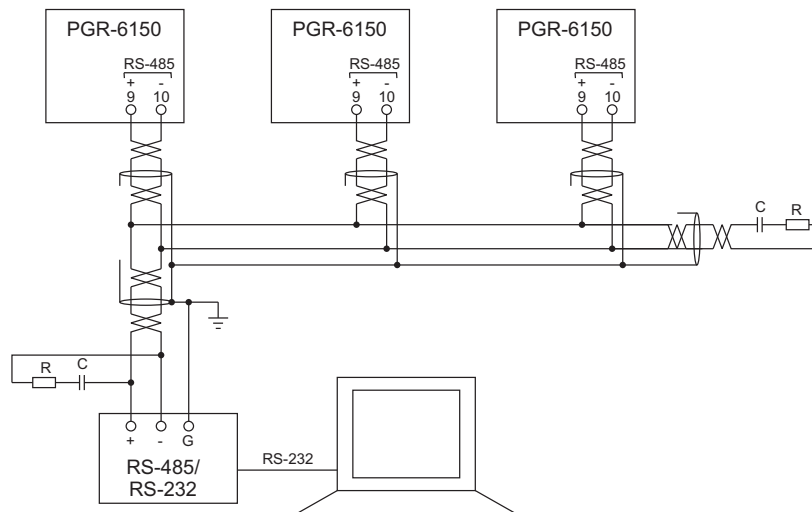 PGR-6150
RS-485
+ -
9 10
PGR-6150
RS-485
+ -
9 10
PGR-6150
RS-485
+ -
9 10
C R
R C
+ - G
RS-485/
RS-232
RS-232